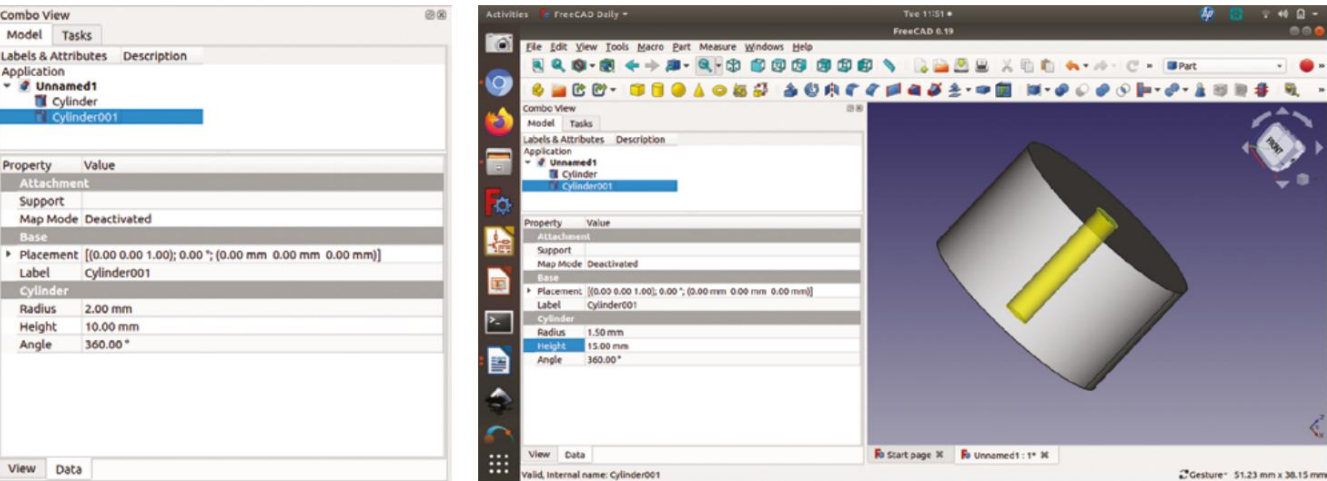 Combo View
Model Tasks
Labels & Attributes Description
Application
Unnamed1
Cylinder
Cylinder001
Property Value
Attachment
Support
Map Mode Deactivated
Base
Placement [(0.00 0.00 1.00); 0.00 °; (0.00 mm 0.00 mm 0.00 mm)]
Label Cylinder001
Cylinder
Radius 2.00 mm
Height 10.00 mm
Angle 360.00 °
View Data
Activities FreeCAD Daily Tue 11:51
FreeCAD 0.19
File Edit View Tools Macro Part Measure Windows Help
Part
Combo View
Model Tasks
Labels & Attributes Description
Application
Unnamed1
Cylinder
Cylinder001
Property Value
Attachment
Support
Map Mode Deactivated
Base
Placement [(0.00 0.00 1.00); 0.00 °; (0.00 mm 0.00 mm 0.00 mm)]
Label Cylinder001
Cylinder
Radius 1.50 mm
Height 15.00 mm
Angle 360.00 °
View Data
FRONT
Start page Unnamed1 : 1*
Valid, Internal name: Cylinder001
Gesture 51.23 mm x 38.15 mm